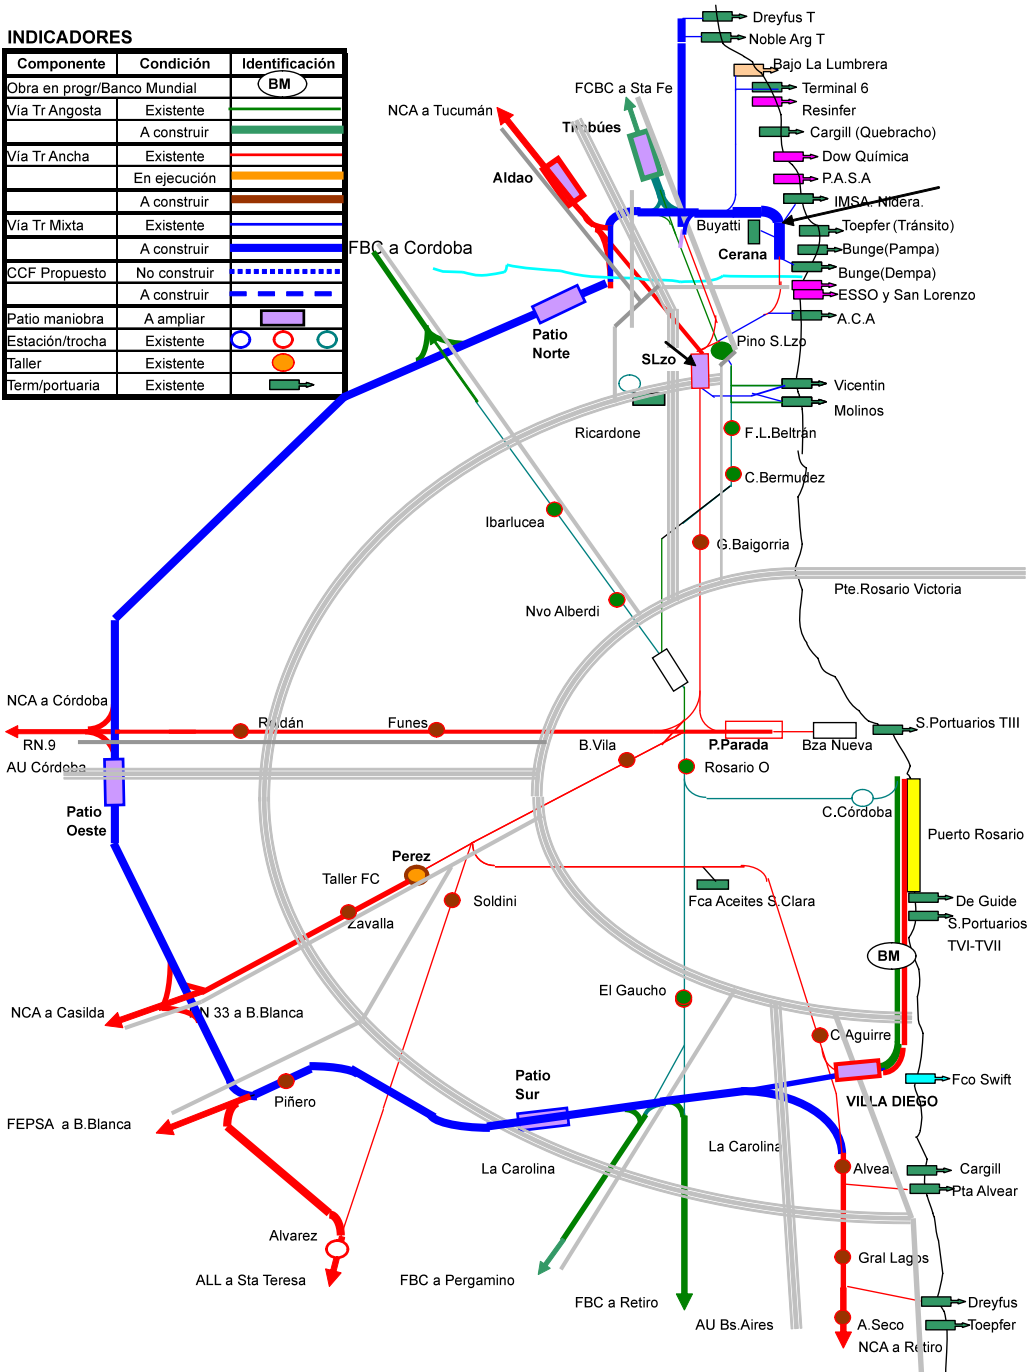 INDICADORES
Componente Condición Identificación
Obra en progr/Banco Mundial BM
Vía Tr Angosta Existente
A construir
Vía Tr Ancha Existente
En ejecución
A construir
Vía Tr Mixta Existente
A construir
CCF Propuesto No construir
A construir
Patio maniobra A ampliar
Estación/trocha Existente
Taller Existente
Term/portuaria Existente
Dreyfus T
Noble Arg T
Bajo La Lumbrera
Terminal 6
Resinfer
Cargill (Quebracho)
Dow Química
P.A.S.A
IMSA. Nidera.
Toepfer (Tránsito)
Bunge(Pampa)
Bunge(Dempa)
ESSO y San Lorenzo
A.C.A
FCBC a Sta Fe
NCA a Tucumán
Timbúes
Aldao
Buyatti
Cerana
FBC a Cordoba
Patio
Norte
SLzo
Pino S.Lzo
Vicentin
Molinos
Ricardone
F.L.Beltrán
C.Bermudez
Ibarlucea
G.Baigorria
Nvo Alberdi
Pte.Rosario Victoria
NCA a Córdoba
RN.9
AU Córdoba
Roldán
Funes
B.Vila
P.Parada
Bza Nueva
S.Portuarios TIII
Rosario O
Patio
Oeste
C.Córdoba
Puerto Rosario
Perez
Taller FC
Zavalla
Soldini
Fca Aceites S.Clara
De Guide
S.Portuarios
TVI-TVII
BM
El Gaucho
NCA a Casilda
RN 33 a B.Blanca
C.Aguirre
Patio
Sur
Fco Swift
VILLA DIEGO
Piñero
FEPSA a B.Blanca
La Carolina
La Carolina
Alvear
Cargill
Pta Alvear
Alvarez
ALL a Sta Teresa
FBC a Pergamino
FBC a Retiro
AU Bs.Aires
Gral Lagos
Dreyfus
A.Seco
Toepfer
NCA a Retiro